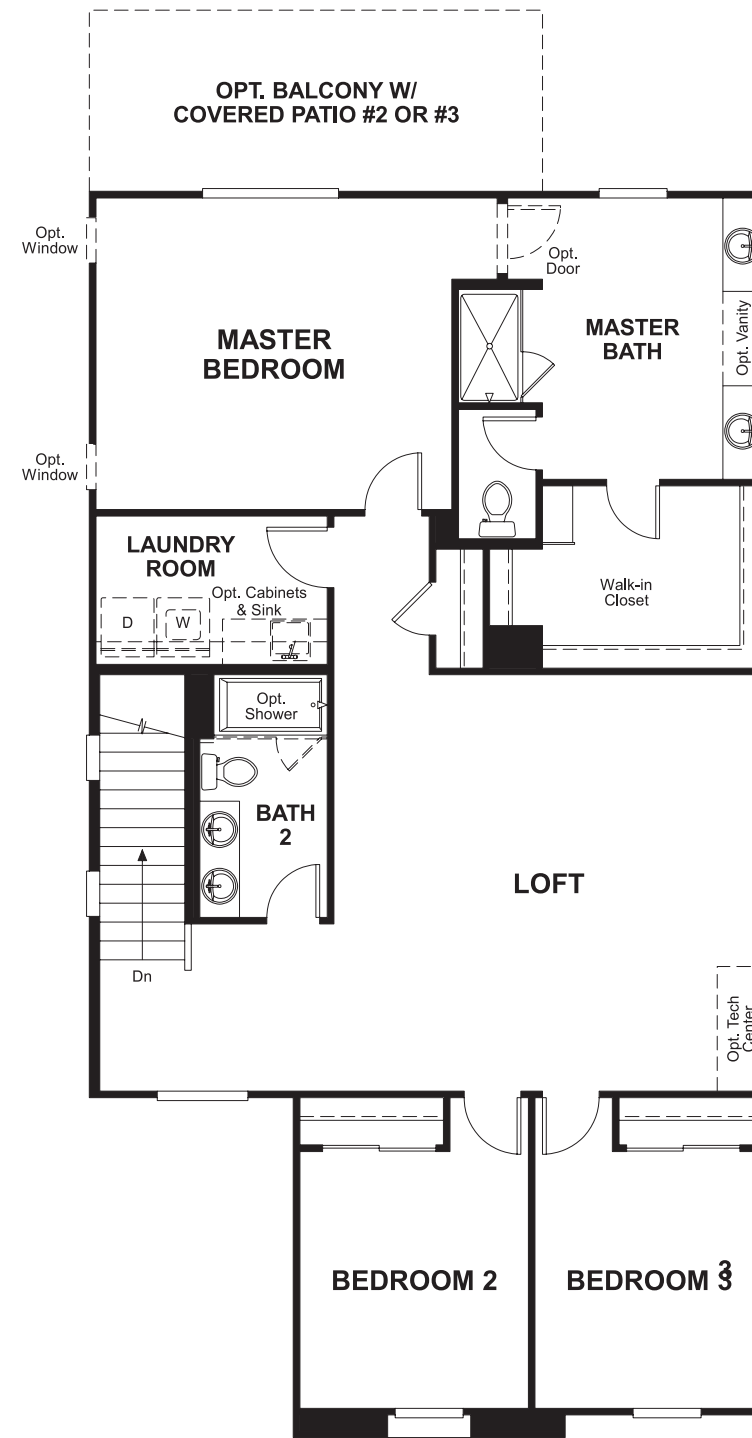 OPT. BALCONY W/
COVERED PATIO #2 OR #3
Opt.
Window
Opt.
Door
MASTER
BEDROOM
MASTER
BATH
Opt. Vanity
Opt.
Window
LAUNDRY
ROOM
Opt. Cabinets
& Sink
D
W
Walk-in
Closet
Opt.
Shower
BATH
2
LOFT
Dn
Opt. Tech
Center
BEDROOM 2
BEDROOM 3